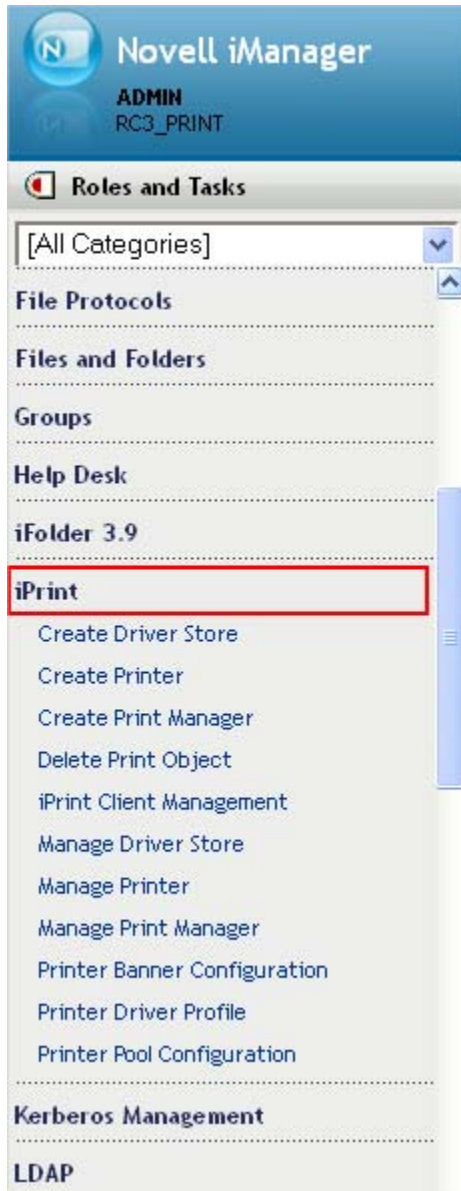 N
Novell iManager
ADMIN
RC3_PRINT
Roles and Tasks
[All Categories]
File Protocols
Files and Folders
Groups
Help Desk
iFolder 3.9
iPrint
Create Driver Store
Create Printer
Create Print Manager
Delete Print Object
iPrint Client Management
Manage Driver Store
Manage Printer
Manage Print Manager
Printer Banner Configuration
Printer Driver Profile
Printer Pool Configuration
Kerberos Management
LDAP